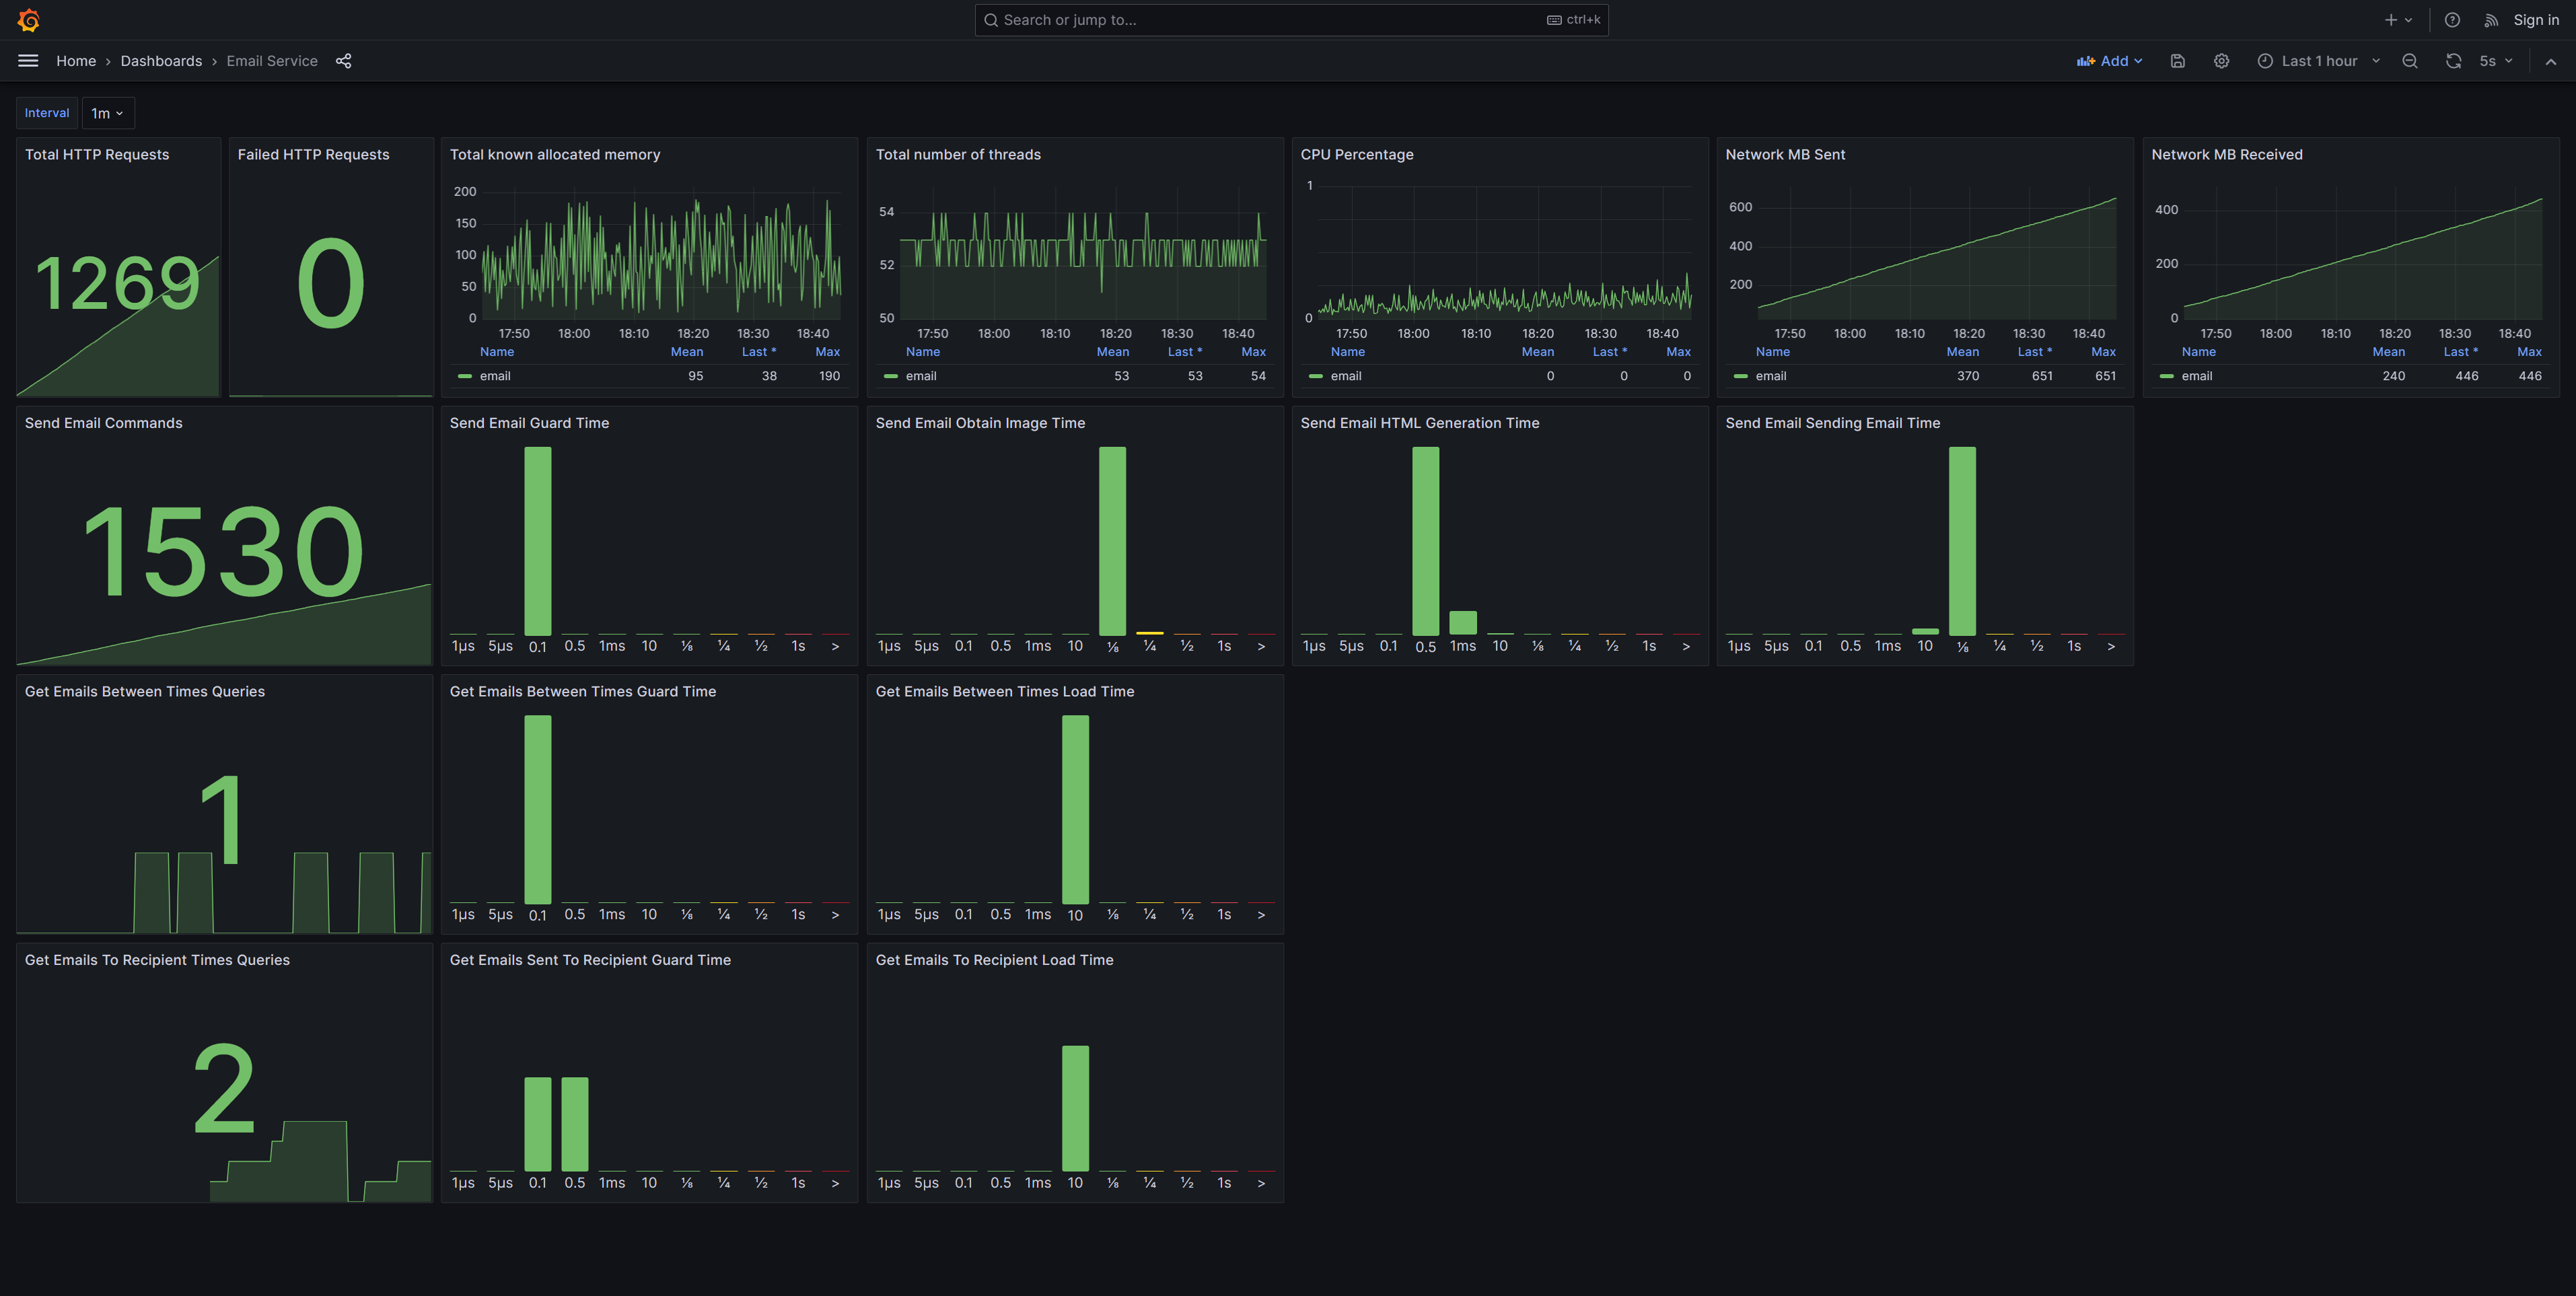 Search or jump to... ctrl+k Sign in
Home › Dashboards › Email Service Add Last 1 hour 5s
Interval 1m
Total HTTP Requests
1269
Failed HTTP Requests
0
Total known allocated memory
200
150
100
50
0
17:50 18:00 18:10 18:20 18:30 18:40
Name Mean Last * Max
email 95 38 190
Total number of threads
54
52
50
17:50 18:00 18:10 18:20 18:30 18:40
Name Mean Last * Max
email 53 53 54
CPU Percentage
1
0
17:50 18:00 18:10 18:20 18:30 18:40
Name Mean Last * Max
email 0 0 0
Network MB Sent
600
400
200
17:50 18:00 18:10 18:20 18:30 18:40
Name Mean Last * Max
email 370 651 651
Network MB Received
400
200
0
17:50 18:00 18:10 18:20 18:30 18:40
Name Mean Last * Max
email 240 446 446
Send Email Commands
1530
Send Email Guard Time
1µs 5µs 0.1 0.5 1ms 10 ⅛ ¼ ½ 1s >
Send Email Obtain Image Time
1µs 5µs 0.1 0.5 1ms 10 ⅛ ¼ ½ 1s >
Send Email HTML Generation Time
1µs 5µs 0.1 0.5 1ms 10 ⅛ ¼ ½ 1s >
Send Email Sending Email Time
1µs 5µs 0.1 0.5 1ms 10 ⅛ ¼ ½ 1s >
Get Emails Between Times Queries
1
Get Emails Between Times Guard Time
1µs 5µs 0.1 0.5 1ms 10 ⅛ ¼ ½ 1s >
Get Emails Between Times Load Time
1µs 5µs 0.1 0.5 1ms 10 ⅛ ¼ ½ 1s >
Get Emails To Recipient Times Queries
2
Get Emails Sent To Recipient Guard Time
1µs 5µs 0.1 0.5 1ms 10 ⅛ ¼ ½ 1s >
Get Emails To Recipient Load Time
1µs 5µs 0.1 0.5 1ms 10 ⅛ ¼ ½ 1s >